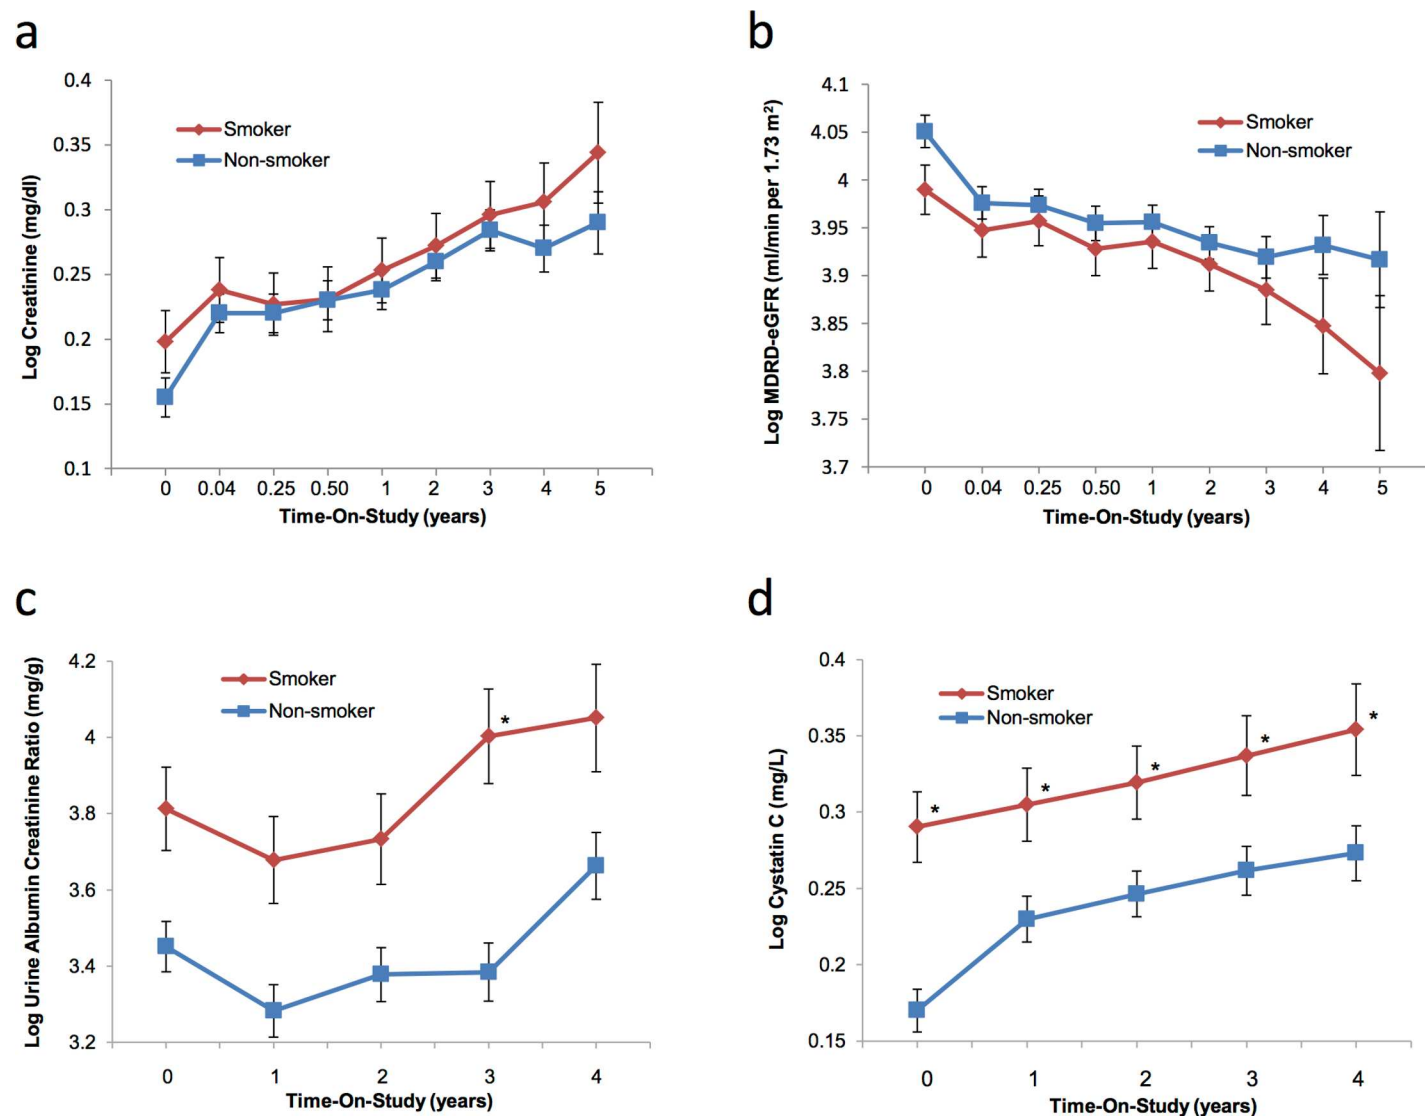 a
Log Creatinine (mg/dl)
0.4
0.35
0.3
0.25
0.2
0.15
0.1
Smoker
Non-smoker
0 0.04 0.25 0.50 1 2 3 4 5
Time-On-Study (years)
b
Log MDRD-eGFR (ml/min per 1.73 m²)
4.1
4.05
4
3.95
3.9
3.85
3.8
3.75
3.7
Smoker
Non-smoker
0 0.04 0.25 0.50 1 2 3 4 5
Time-On-Study (years)
c
Log Urine Albumin Creatinine Ratio (mg/g)
4.2
4
3.8
3.6
3.4
3.2
Smoker
Non-smoker
*
0 1 2 3 4
Time-On-Study (years)
d
Log Cystatin C (mg/L)
0.4
0.35
0.3
0.25
0.2
0.15
Smoker
Non-smoker
* * * * *
0 1 2 3 4
Time-On-Study (years)